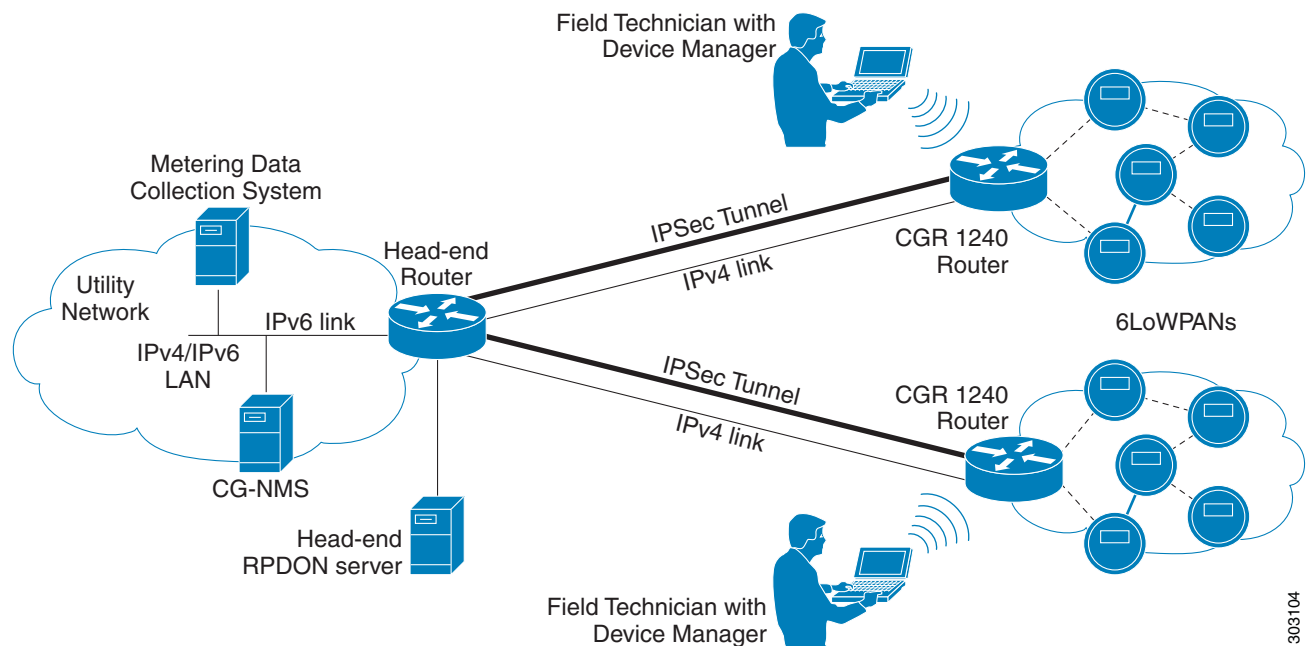 Field Technician with
Device Manager
Metering Data
Collection System
Utility
Network
IPv6 link
IPv4/IPv6
LAN
CG-NMS
Head-end
Router
Head-end
RPDON server
IPSec Tunnel
IPv4 link
CGR 1240
Router
6LoWPANs
IPSec Tunnel
IPv4 link
CGR 1240
Router
Field Technician with
Device Manager
303104